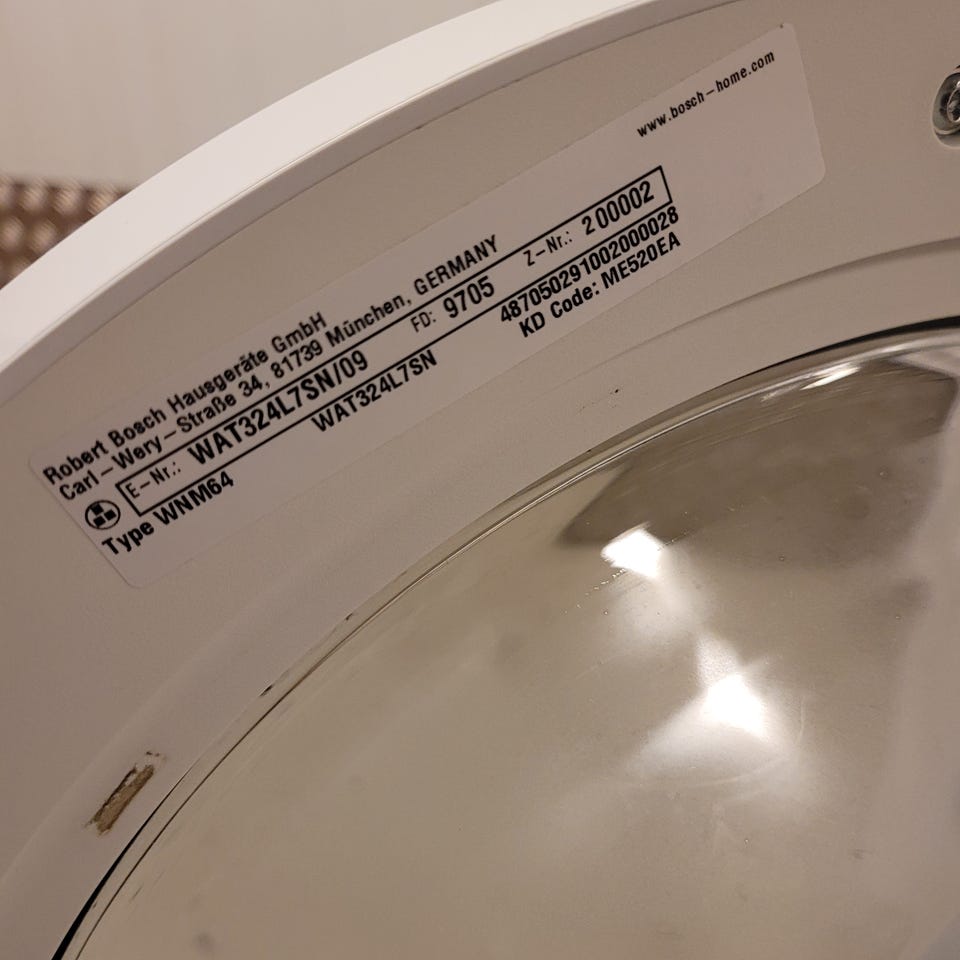 www.bosch-home.com
Robert Bosch Hausgeräte GmbH
Carl-Wery-Straße 34, 81739 München, GERMANY
E-Nr.: WAT324L7SN/09 FD: 9705 Z-Nr.: 200002
Type WNM64 WAT324L7SN 487050291002000028
KD Code: ME520EA